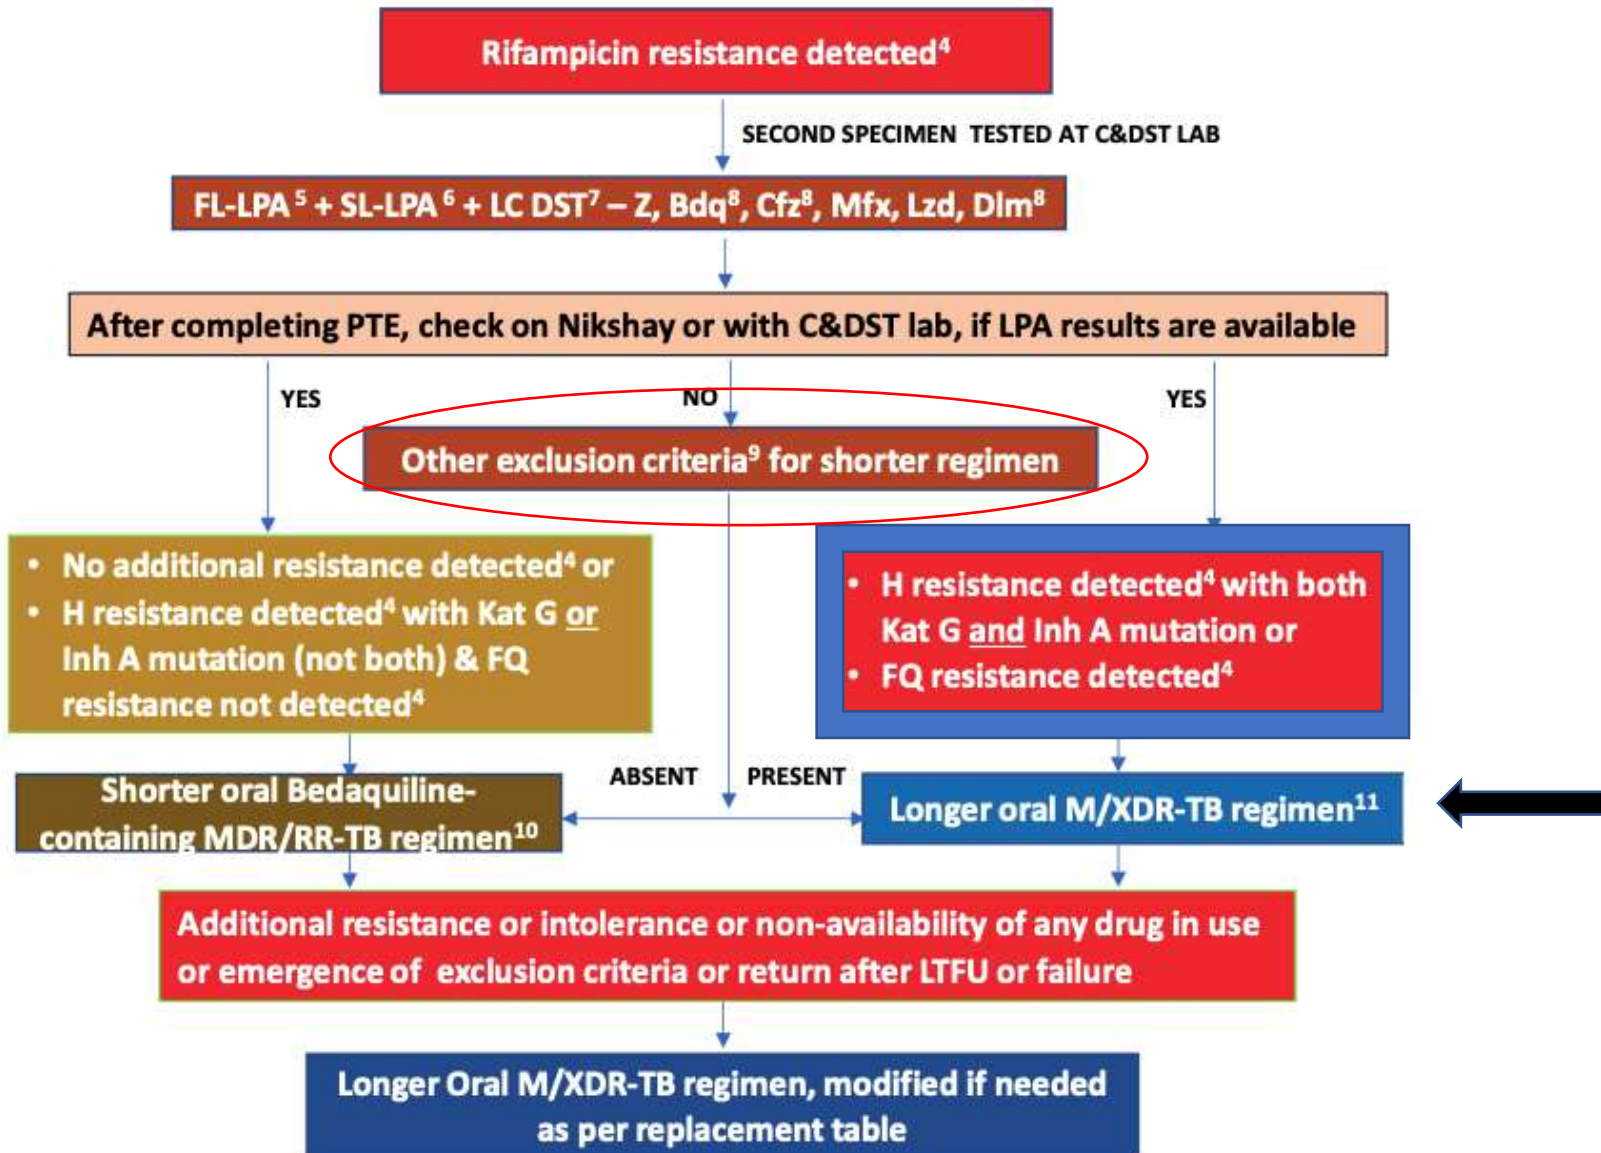 Rifampicin resistance detected⁴
SECOND SPECIMEN TESTED AT C&DST LAB
FL-LPA ⁵ + SL-LPA ⁶ + LC DST⁷ – Z, Bdq⁸, Cfz⁸, Mfx, Lzd, Dlm⁸
After completing PTE, check on Nikshay or with C&DST lab, if LPA results are available
YES
NO
YES
Other exclusion criteria⁹ for shorter regimen
• No additional resistance detected⁴ or
• H resistance detected⁴ with Kat G or
Inh A mutation (not both) & FQ
resistance not detected⁴
• H resistance detected⁴ with both
Kat G and Inh A mutation or
• FQ resistance detected⁴
ABSENT
PRESENT
Shorter oral Bedaquiline-
containing MDR/RR-TB regimen¹⁰
Longer oral M/XDR-TB regimen¹¹
Additional resistance or intolerance or non-availability of any drug in use
or emergence of exclusion criteria or return after LTFU or failure
Longer Oral M/XDR-TB regimen, modified if needed
as per replacement table